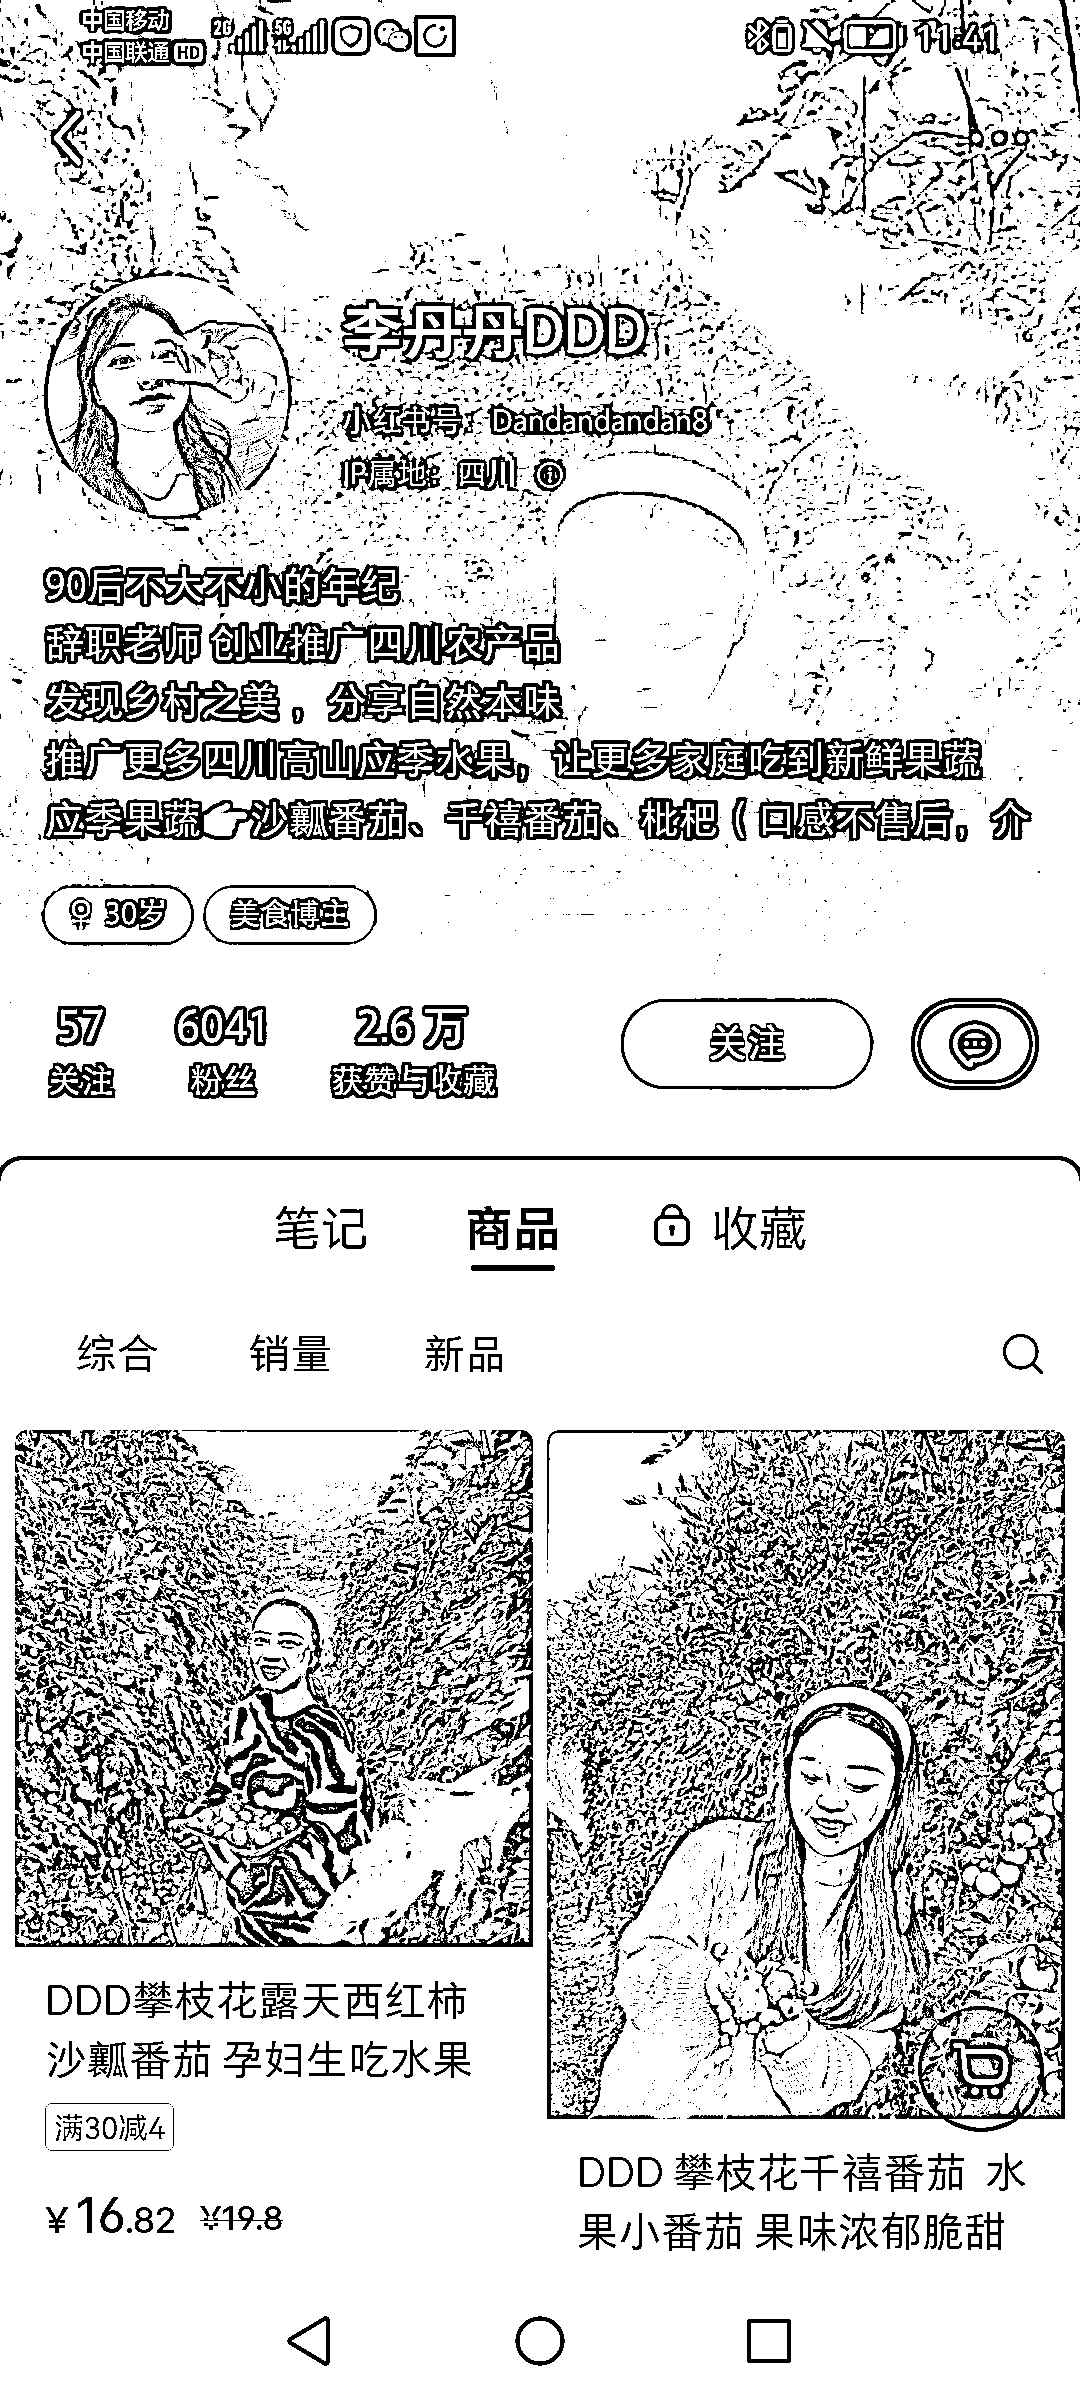 中国移动
中国联通 HD
2G 5G 11:41
李丹丹DDD
小红书号：Dandandandan8
IP属地：四川
90后不大不小的年纪
辞职老师 创业推广四川农产品
发现乡村之美 ，分享自然本味
推广更多四川高山应季水果，让更多家庭吃到新鲜果蔬
应季果蔬👉沙瓤番茄、千禧番茄、枇杷（口感不售后，介
30岁 美食博主
57 6041 2.6 万
关注 粉丝 获赞与收藏 关注
笔记 商品 收藏
综合 销量 新品
DDD攀枝花露天西红柿
沙瓤番茄 孕妇生吃水果
满30减4
¥16.82 ¥19.8
DDD 攀枝花千禧番茄 水
果小番茄 果味浓郁脆甜